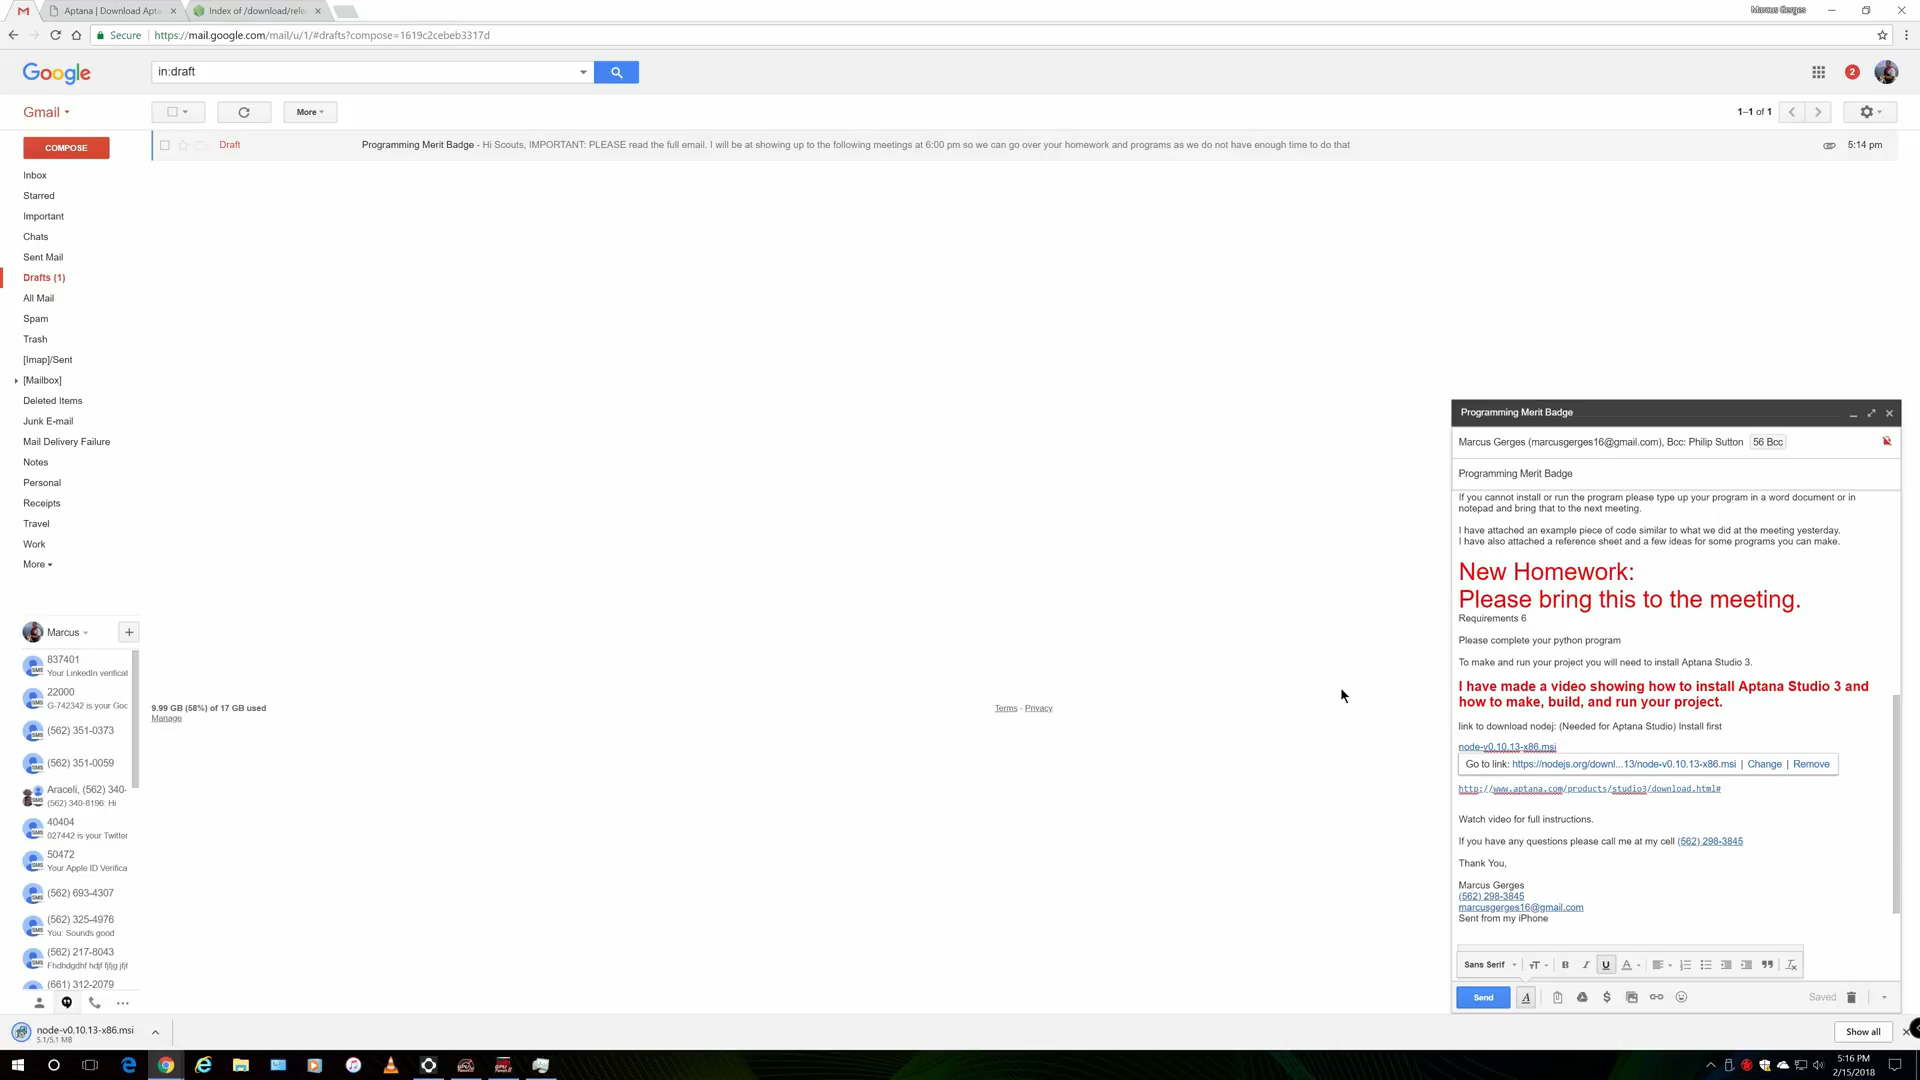 Aptana | Download Apta
Index of /download/rele
Marcus Gerges
Secure
https://mail.google.com/mail/u/1/#drafts?compose=1619c2cebeb3317d
Google
in:draft
2
Gmail
More
1–1 of 1
COMPOSE
Draft
Programming Merit Badge - Hi Scouts, IMPORTANT: PLEASE read the full email. I will be at showing up to the following meetings at 6:00 pm so we can go over your homework and programs as we do not have enough time to do that
5:14 pm
Inbox
Starred
Important
Chats
Sent Mail
Drafts (1)
All Mail
Spam
Trash
[Imap]/Sent
[Mailbox]
Deleted Items
Junk E-mail
Mail Delivery Failure
Notes
Personal
Receipts
Travel
Work
More
Marcus
837401
Your LinkedIn verificat
22000
G-742342 is your Goo
(562) 351-0373
(562) 351-0059
Araceli, (562) 340-
(562) 340-8196: Hi
40404
027442 is your Twitter
50472
Your Apple ID Verifica
(562) 693-4307
(562) 325-4976
You: Sounds good
(562) 217-8043
Fhdhdgdhf hdjf fjfjg jfjf
(661) 312-2079
9.99 GB (58%) of 17 GB used
Manage
Terms - Privacy
Programming Merit Badge
Marcus Gerges (marcusgerges16@gmail.com), Bcc: Philip Sutton 56 Bcc
Programming Merit Badge
If you cannot install or run the program please type up your program in a word document or in
notepad and bring that to the next meeting.
I have attached an example piece of code similar to what we did at the meeting yesterday.
I have also attached a reference sheet and a few ideas for some programs you can make.
New Homework:
Please bring this to the meeting.
Requirements 6
Please complete your python program
To make and run your project you will need to install Aptana Studio 3.
I have made a video showing how to install Aptana Studio 3 and
how to make, build, and run your project.
link to download nodej: (Needed for Aptana Studio) Install first
node-v0.10.13-x86.msi
Go to link: https://nodejs.org/downl...13/node-v0.10.13-x86.msi | Change | Remove
http://www.aptana.com/products/studio3/download.html#
Watch video for full instructions.
If you have any questions please call me at my cell (562) 298-3845
Thank You,
Marcus Gerges
(562) 298-3845
marcusgerges16@gmail.com
Sent from my iPhone
Sans Serif
Send
Saved
node-v0.10.13-x86.msi
5.1/5.1 MB
Show all
5:16 PM
2/15/2018